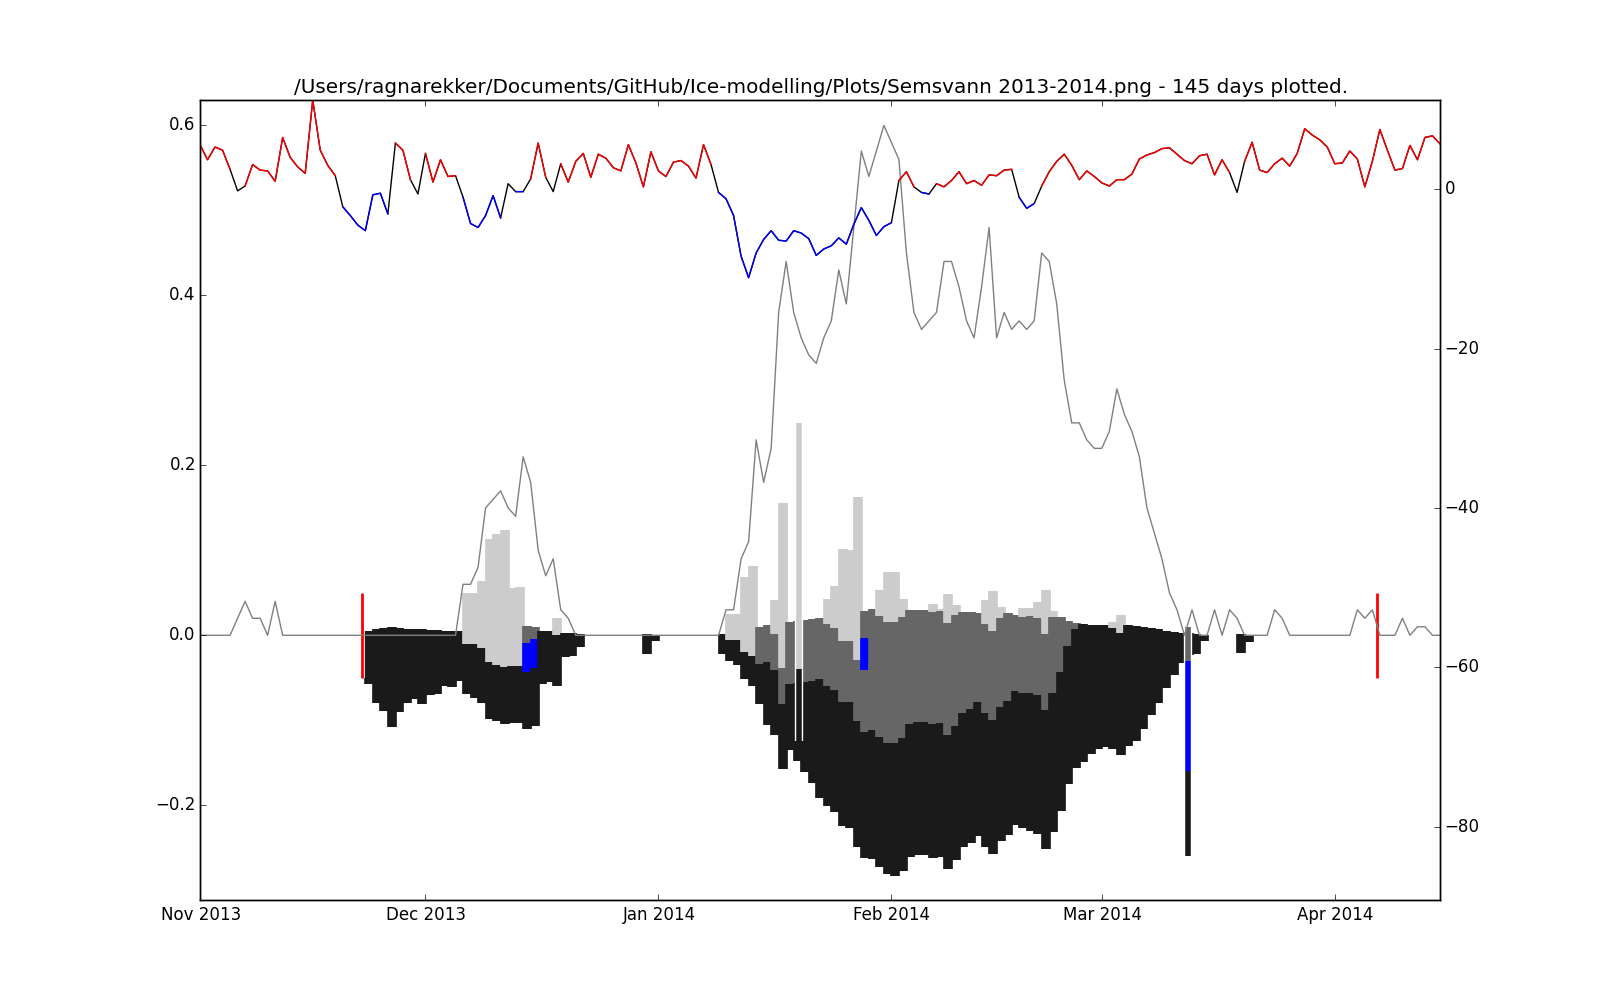 /Users/ragnarekker/Documents/GitHub/Ice-modelling/Plots/Semsvann 2013-2014.png - 145 days plotted.
0.6
0.4
0.2
0.0
−0.2
0
−20
−40
−60
−80
Nov 2013
Dec 2013
Jan 2014
Feb 2014
Mar 2014
Apr 2014